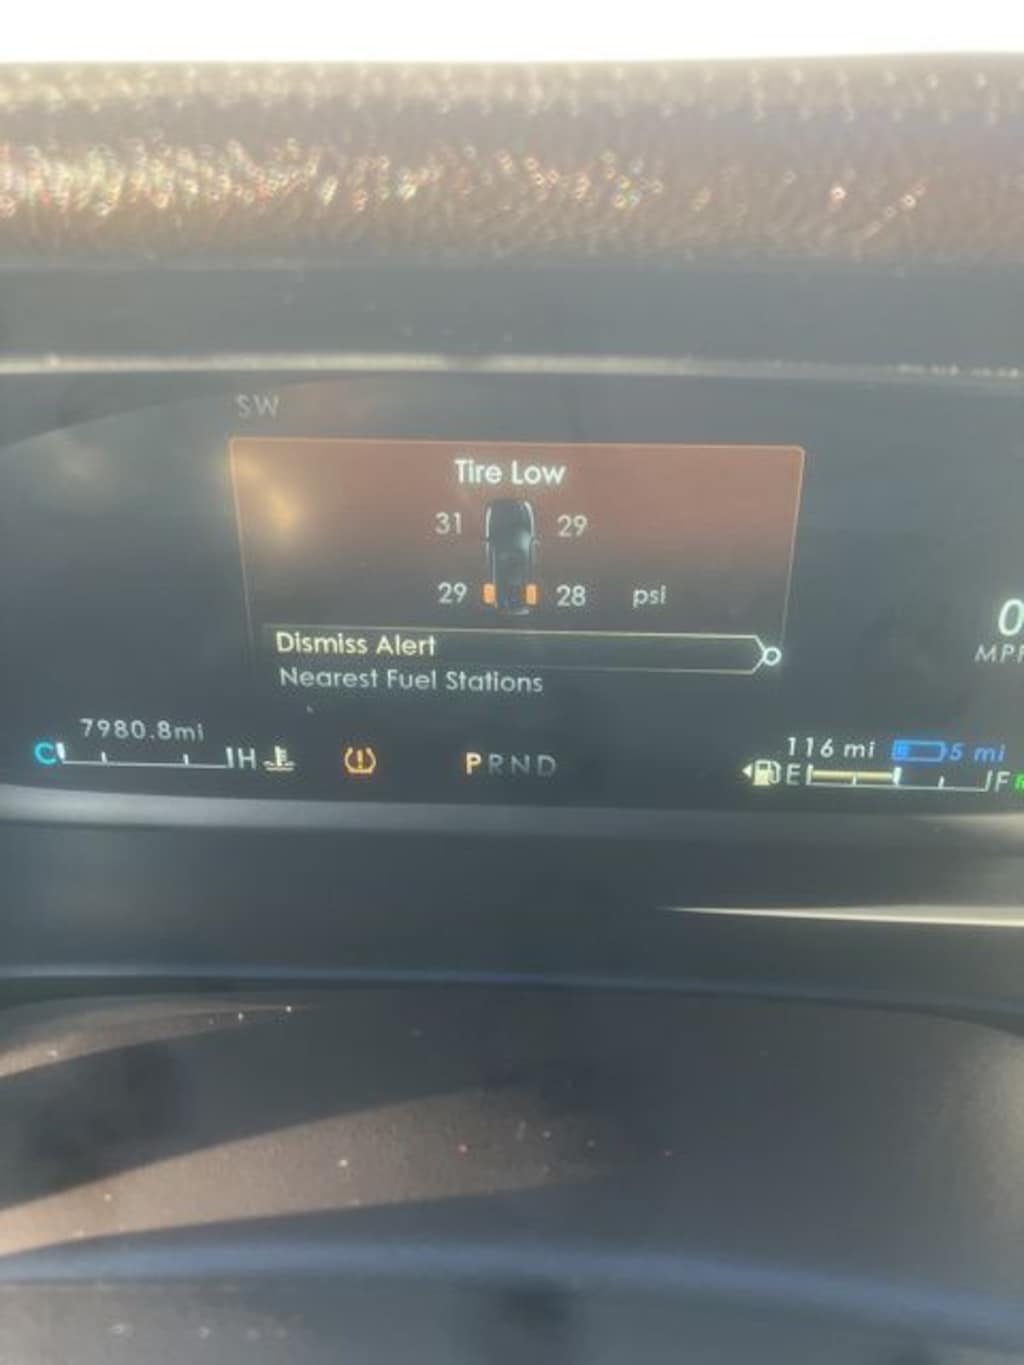 SW
Tire Low
31 29
29 28 psi
Dismiss Alert
Nearest Fuel Stations
0
7980.8mi
C H
PRND
116 mi 5 mi
E F